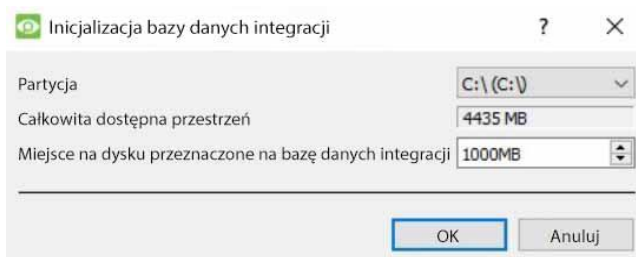 Inicjalizacja bazy danych integracji ? ×
Partycja C:\ (C:\)
Całkowita dostępna przestrzeń 4435 MB
Miejsce na dysku przeznaczone na bazę danych integracji 1000MB
OK Anuluj